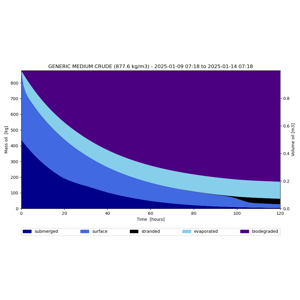 GENERIC MEDIUM CRUDE (877.6 kg/m3) - 2025-01-09 07:18 to 2025-01-14 07:18
800
700
600
500
400
300
200
100
0
Mass oil [kg]
0.8
0.6
0.4
0.2
0.0
Volume oil [m3]
0 20 40 60 80 100 120
Time [hours]
submerged surface stranded evaporated biodegraded